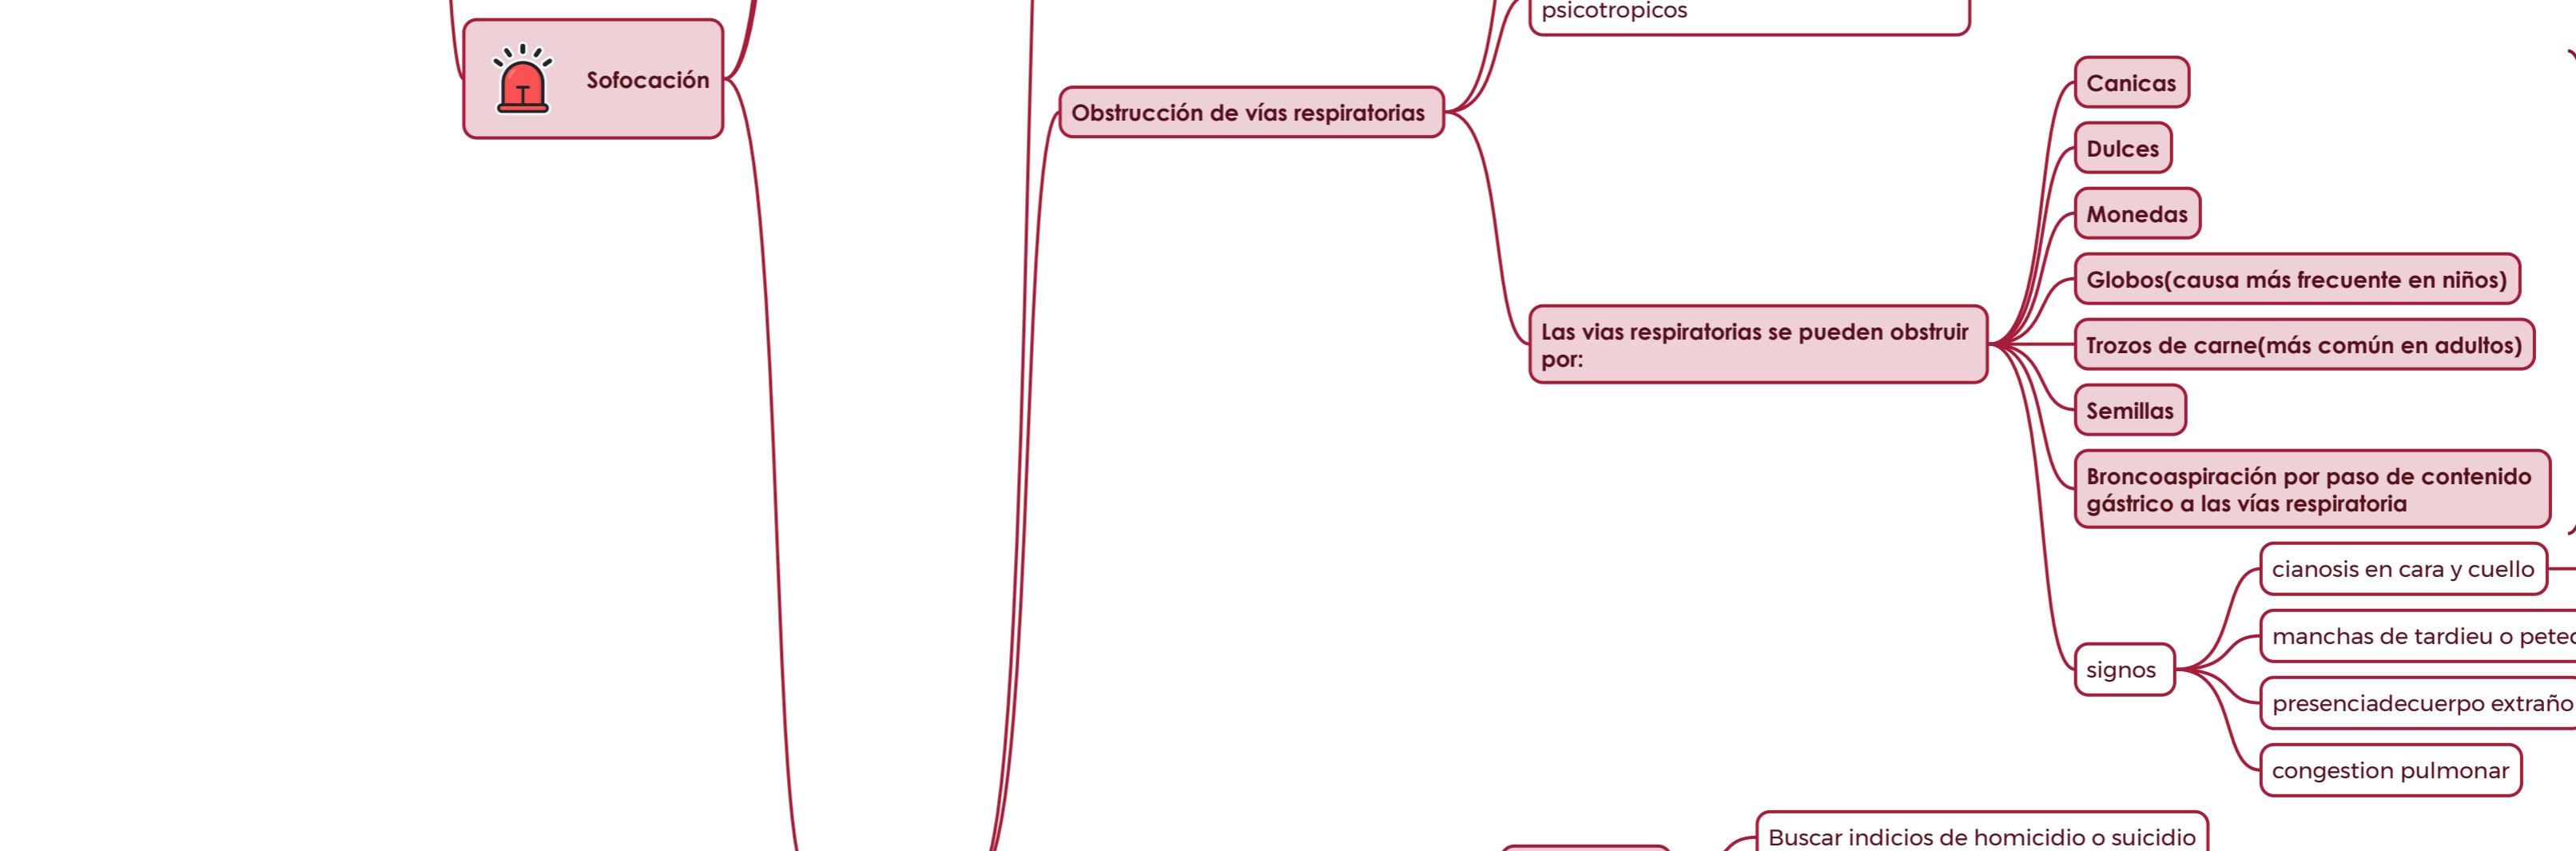 psicotropicos
Sofocación
Obstrucción de vías respiratorias
Canicas
Dulces
Monedas
Globos(causa más frecuente en niños)
Las vias respiratorias se pueden obstruir
por:
Trozos de carne(más común en adultos)
Semillas
Broncoaspiración por paso de contenido
gástrico a las vías respiratoria
signos
cianosis en cara y cuello
manchas de tardieu o
presenciadecuerpo extraño
congestion pulmonar
Buscar indicios de homicidio o suicidio